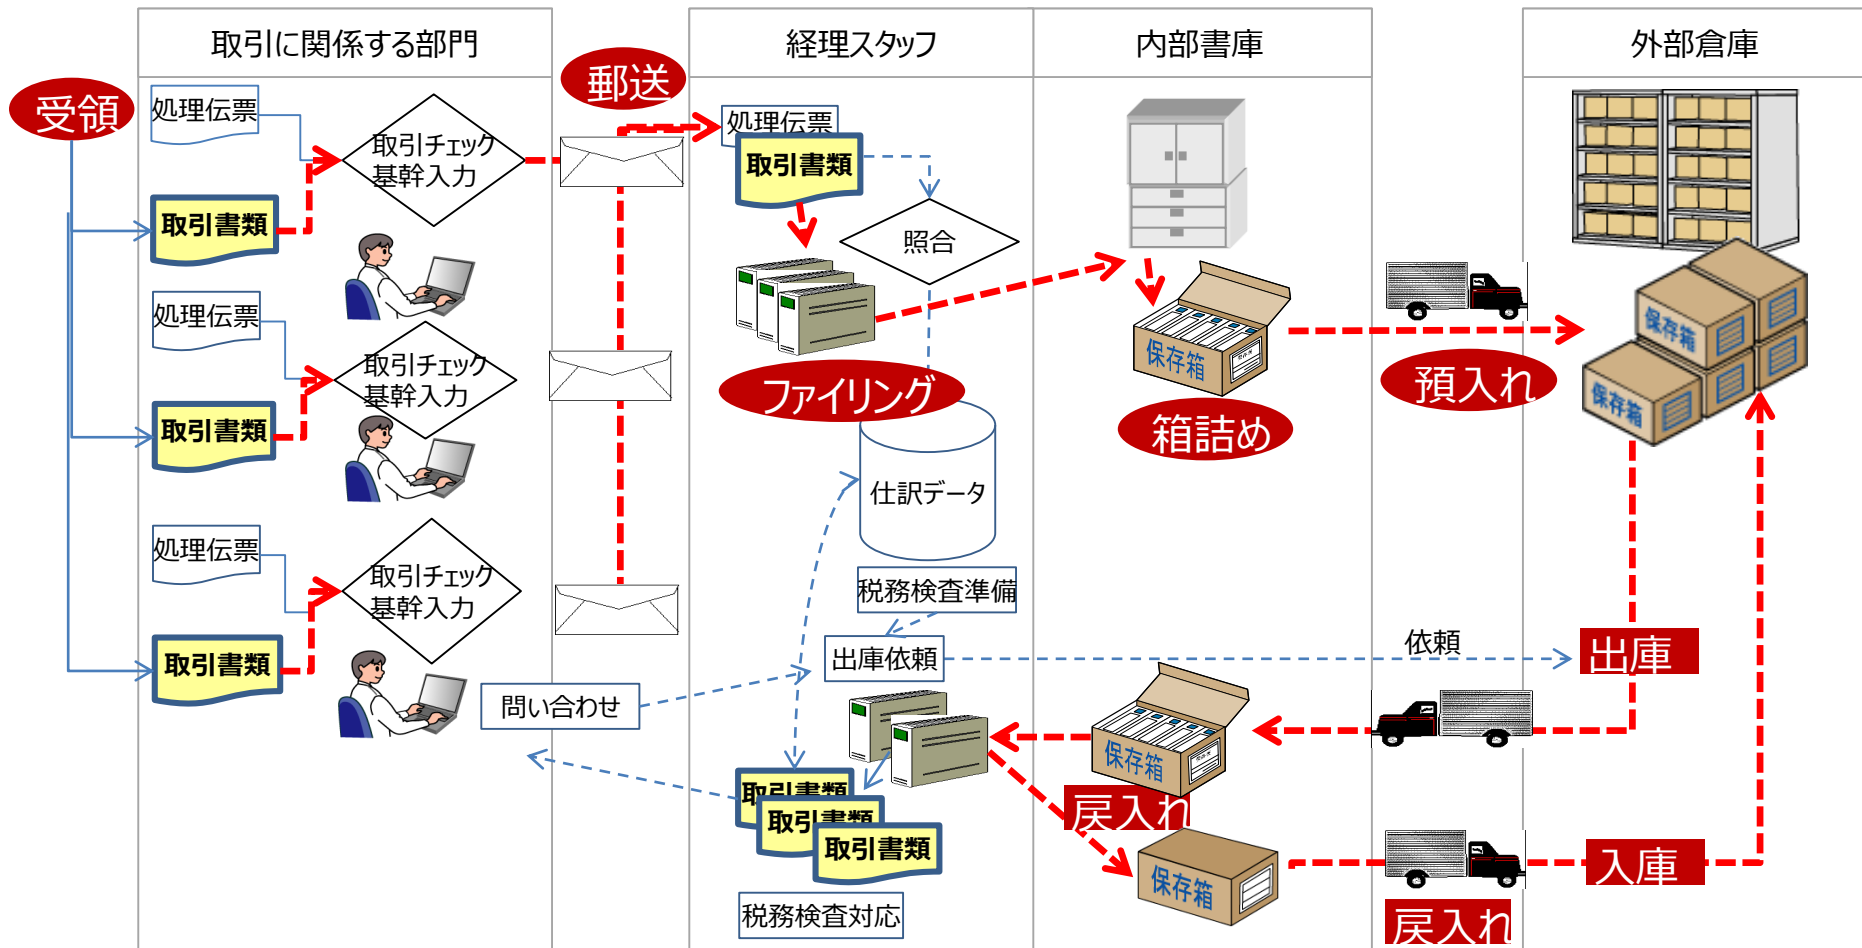 取引に関係する部門
経理スタッフ
内部書庫
外部倉庫
受領
郵送
処理伝票
取引チェック
基幹入力
取引書類
処理伝票
取引チェック
基幹入力
取引書類
処理伝票
取引チェック
基幹入力
取引書類
処理伝票
取引書類
照合
ファイリング
仕訳データ
保存箱
箱詰め
預入れ
保存箱
保存箱
税務検査準備
出庫依頼
依頼
出庫
問い合わせ
保存箱
戻入れ
取引書類
取引書類
取引書類
保存箱
入庫
戻入れ
税務検査対応